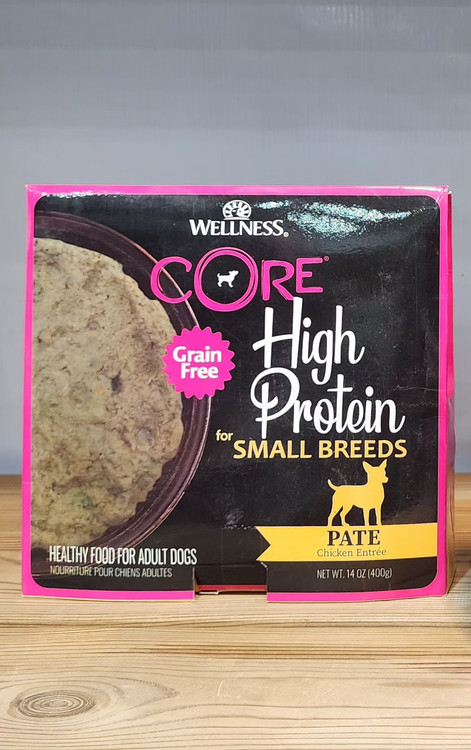 WELLNESS®
CORE®
Grain
Free
High
Protein
for
SMALL BREEDS
PATE
Chicken Entrée
HEALTHY FOOD FOR ADULT DOGS
NOURRITURE POUR CHIENS ADULTES
NET WT. 14 OZ (400g)